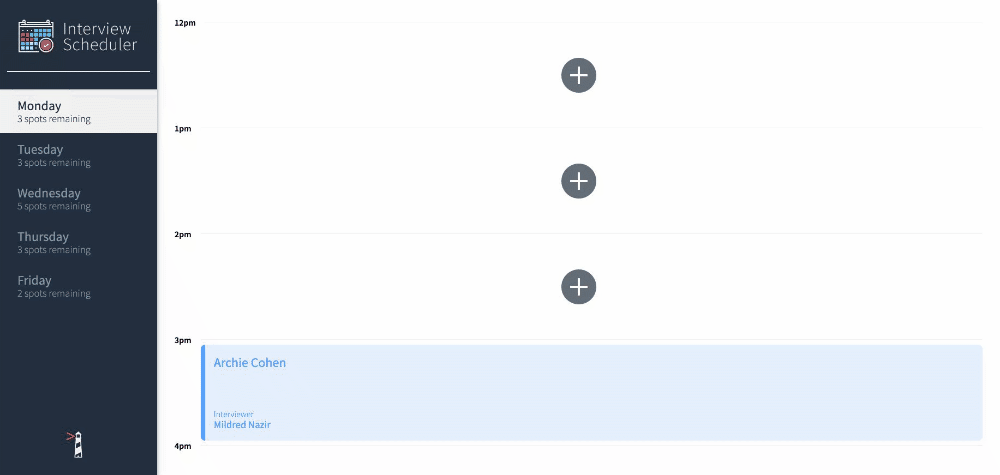 Interview
Scheduler
Monday
3 spots remaining
Tuesday
3 spots remaining
Wednesday
5 spots remaining
Thursday
3 spots remaining
Friday
2 spots remaining
12pm
1pm
2pm
3pm
Archie Cohen
Interviewer
Mildred Nazir
4pm